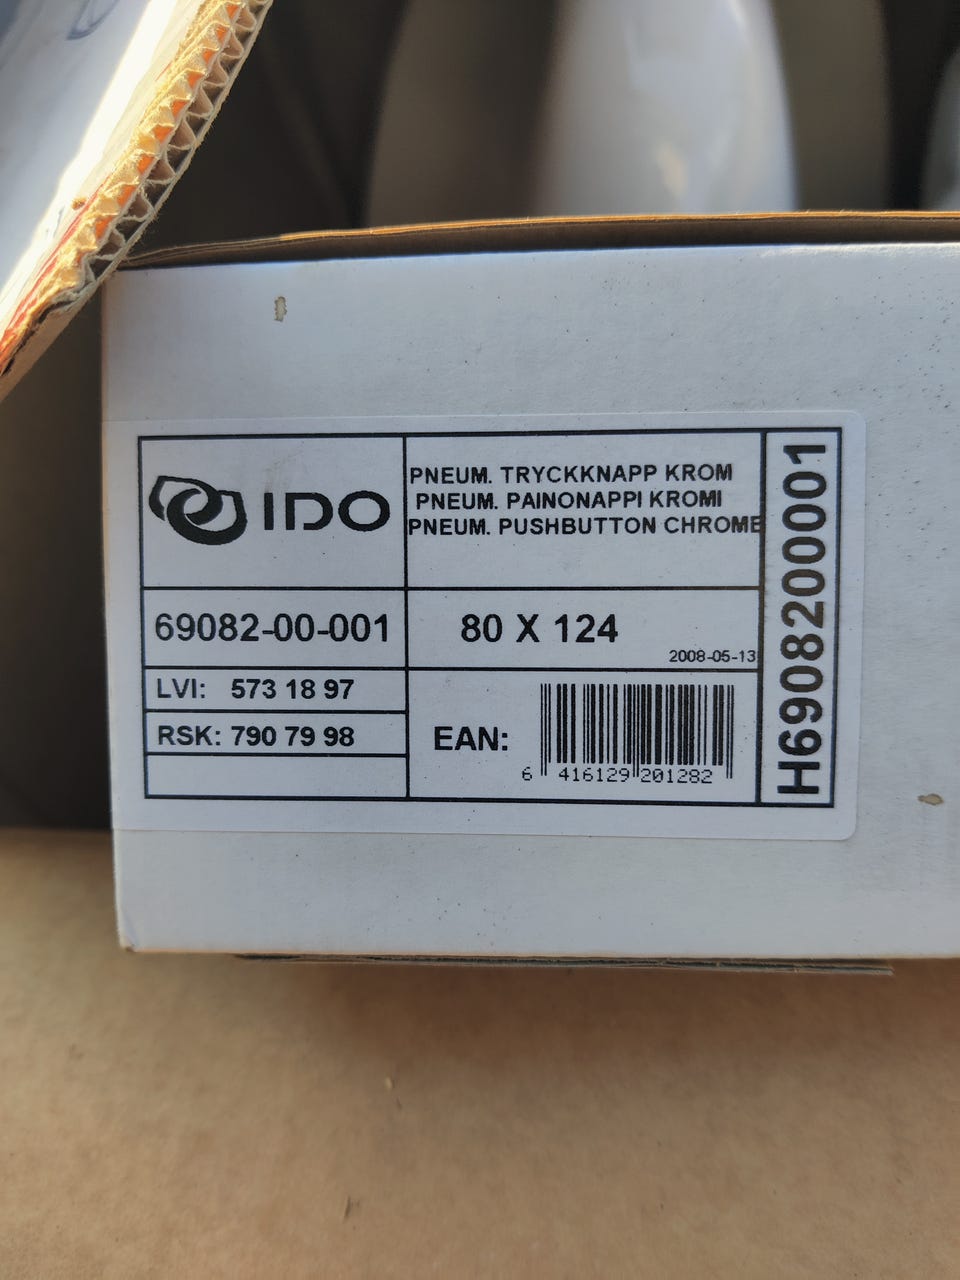 IDO
PNEUM. TRYCKKNAPP KROM
PNEUM. PAINONAPPI KROMI
PNEUM. PUSHBUTTON CHROME
69082-00-001
80 X 124
2008-05-13
LVI: 573 18 97
RSK: 790 79 98
EAN:
6 416129 201282
H690820001